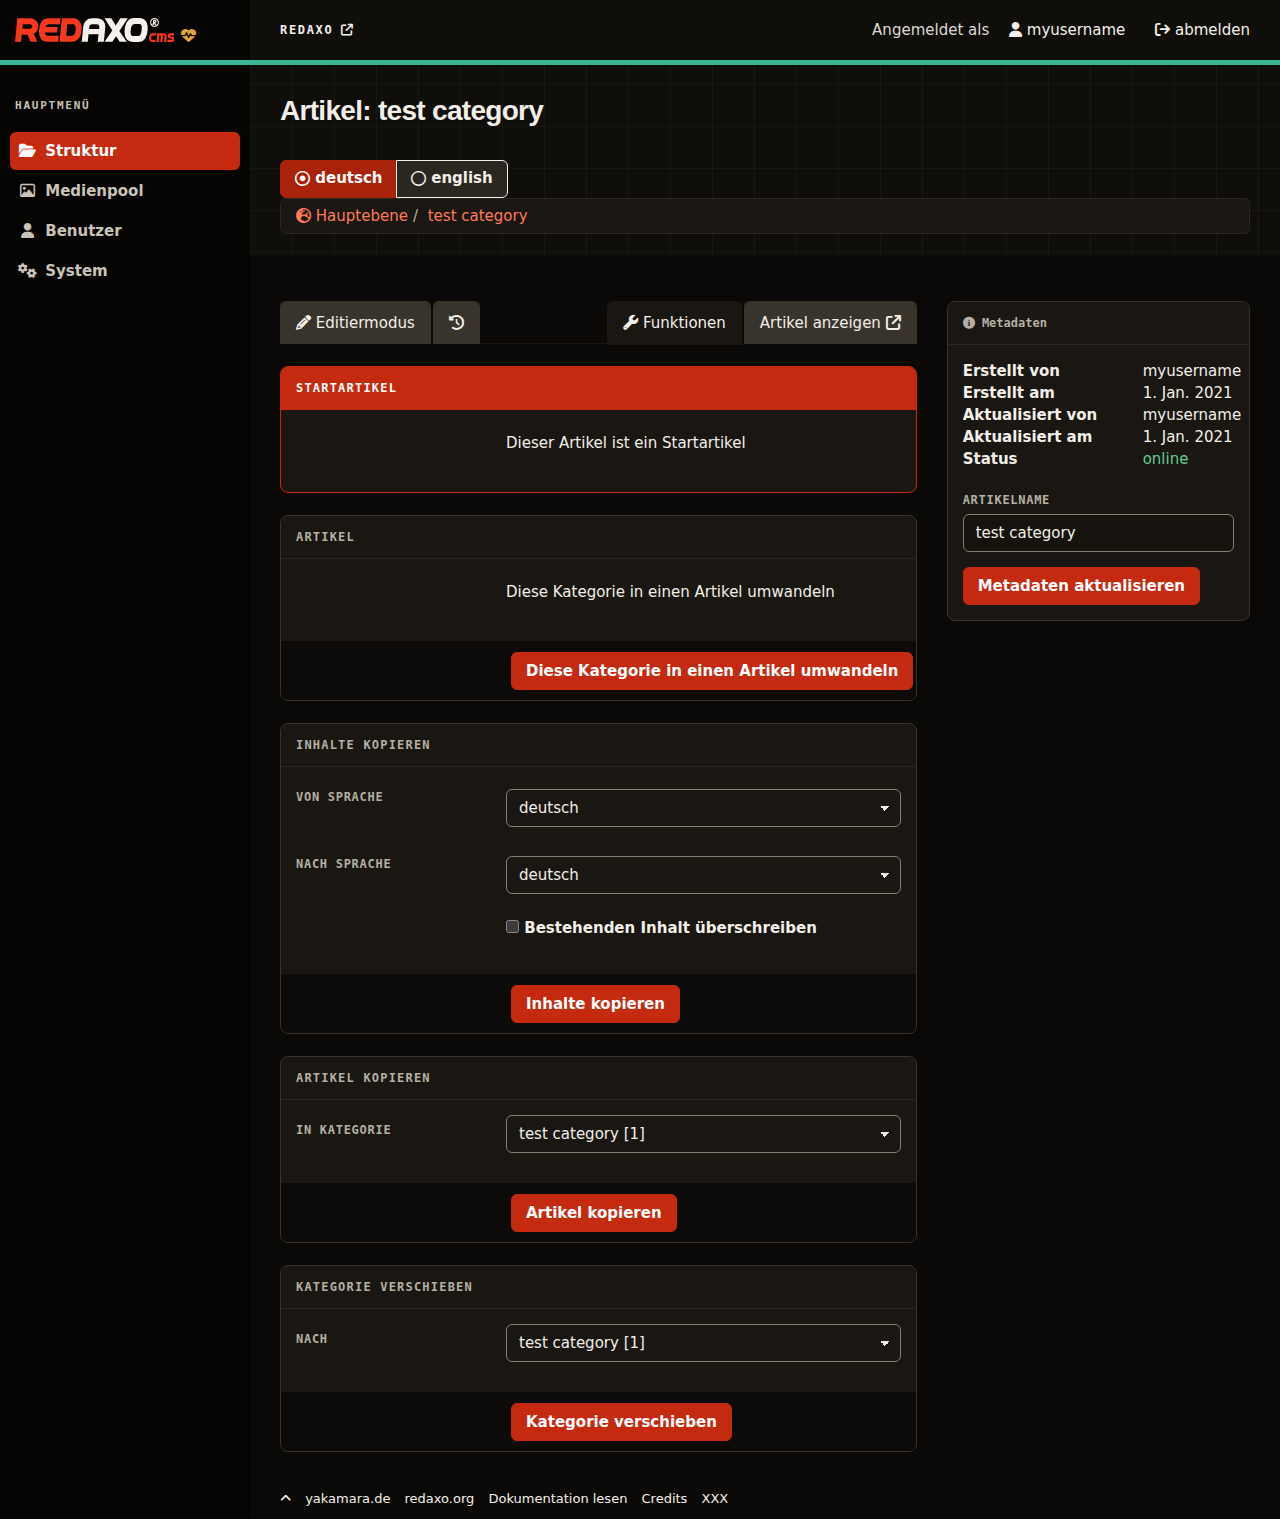 REDAXO® cms
REDAXO
Angemeldet als myusername abmelden
HAUPTMENÜ
Struktur
Medienpool
Benutzer
System
Artikel: test category
deutsch
english
Hauptebene / test category
Editiermodus
Funktionen
Artikel anzeigen
STARTARTIKEL
Dieser Artikel ist ein Startartikel
ARTIKEL
Diese Kategorie in einen Artikel umwandeln
Diese Kategorie in einen Artikel umwandeln
INHALTE KOPIEREN
VON SPRACHE
deutsch
NACH SPRACHE
deutsch
Bestehenden Inhalt überschreiben
Inhalte kopieren
ARTIKEL KOPIEREN
IN KATEGORIE
test category [1]
Artikel kopieren
KATEGORIE VERSCHIEBEN
NACH
test category [1]
Kategorie verschieben
Metadaten
Erstellt von myusername
Erstellt am 1. Jan. 2021
Aktualisiert von myusername
Aktualisiert am 1. Jan. 2021
Status online
ARTIKELNAME
test category
Metadaten aktualisieren
yakamara.de redaxo.org Dokumentation lesen Credits XXX